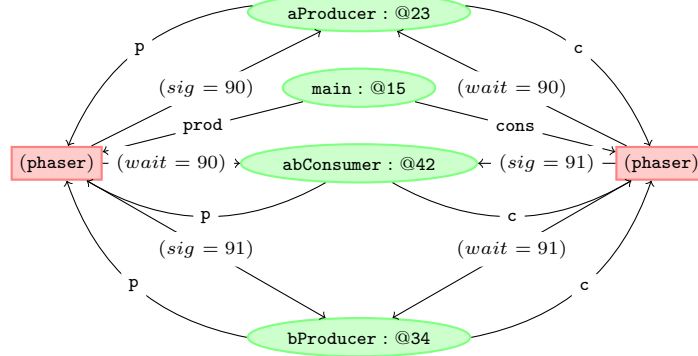 aProducer : @23
p
c
(sig = 90)
main : @15
(wait = 90)
prod
cons
(phaser)
(wait = 90)
abConsumer : @42
(sig = 91)
(phaser)
p
c
(sig = 91)
(wait = 91)
p
c
bProducer : @34